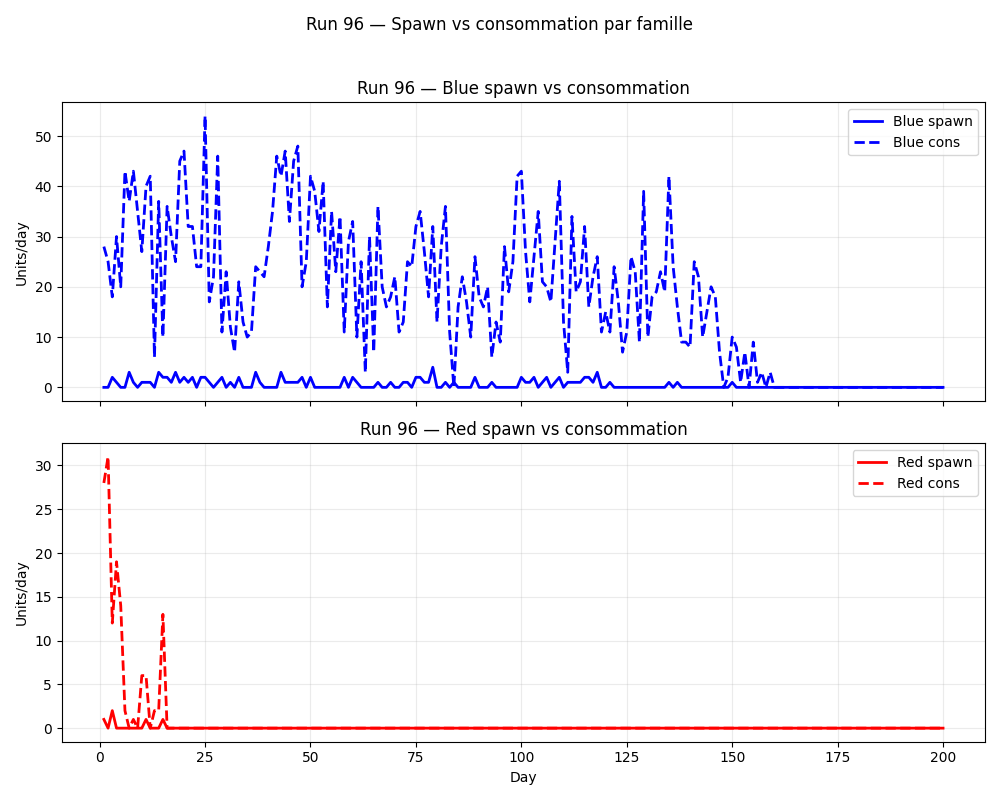 Run 96 — Spawn vs consommation par famille
Run 96 — Blue spawn vs consommation
Blue spawn
Blue cons
50
40
30
20
10
0
Units/day
Run 96 — Red spawn vs consommation
Red spawn
Red cons
30
25
20
15
10
5
0
Units/day
0 25 50 75 100 125 150 175 200
Day